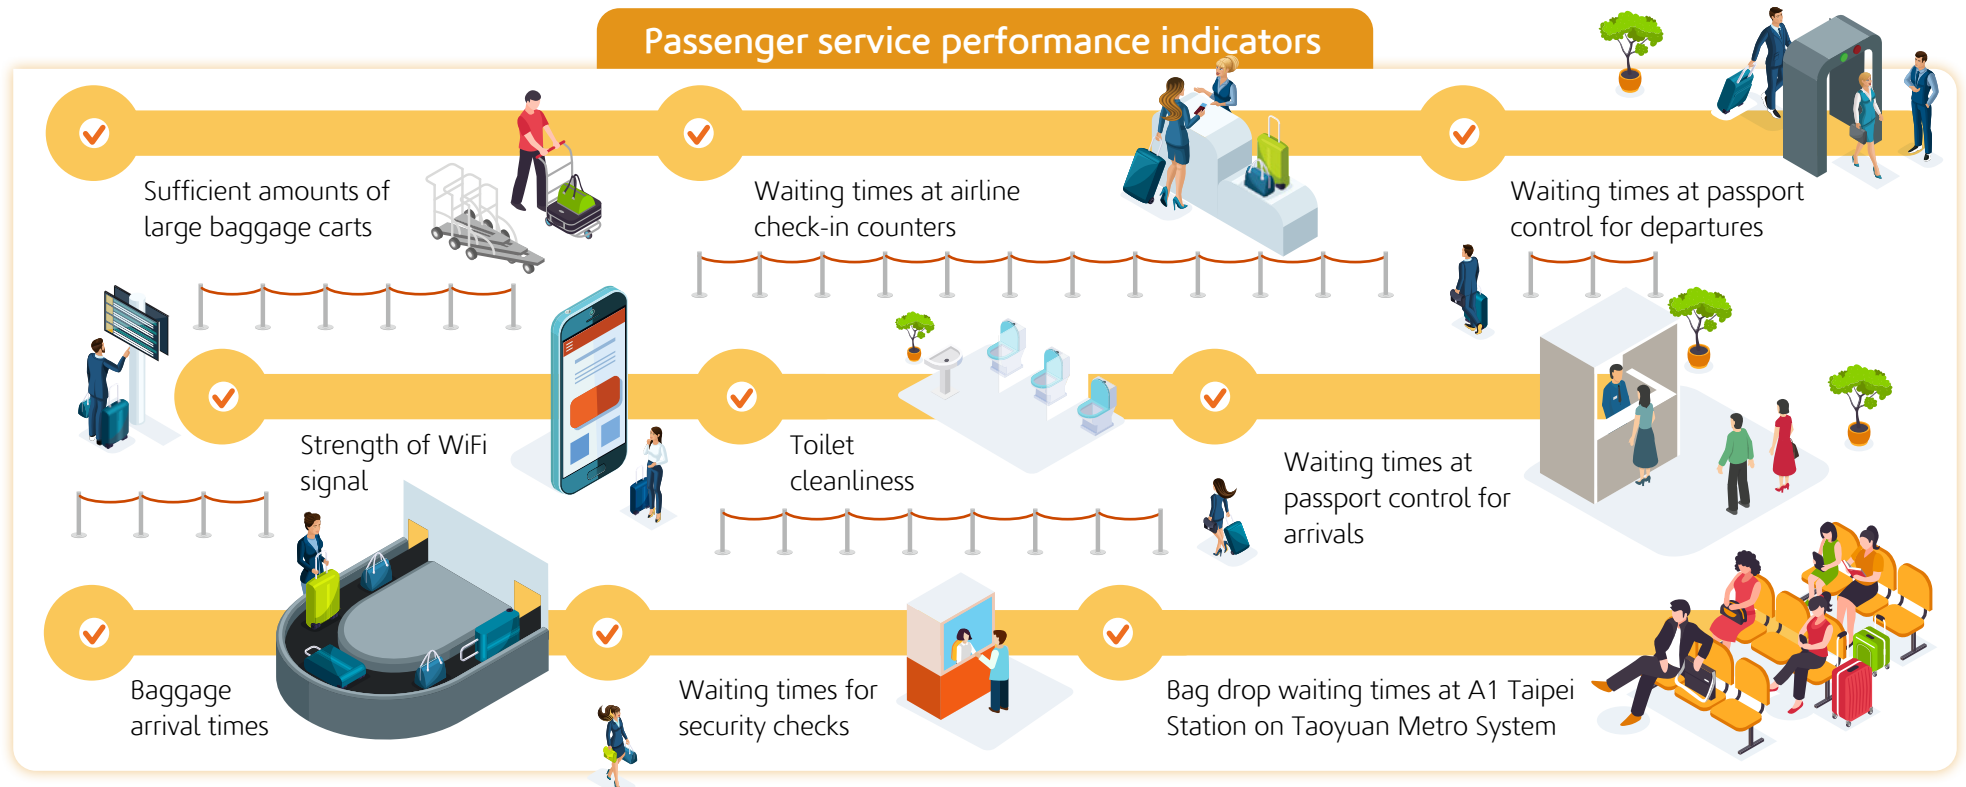 Passenger service performance indicators
Sufficient amounts of
large baggage carts
Waiting times at airline
check-in counters
Waiting times at passport
control for departures
Strength of WiFi
signal
Toilet
cleanliness
Waiting times at
passport control for
arrivals
Baggage
arrival times
Waiting times for
security checks
Bag drop waiting times at A1 Taipei
Station on Taoyuan Metro System